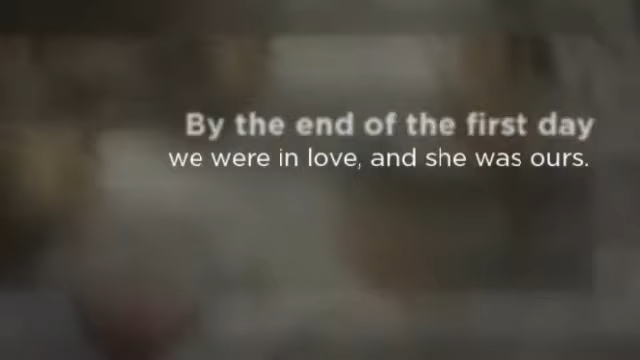 By the end of the first day
we were in love, and she was ours.